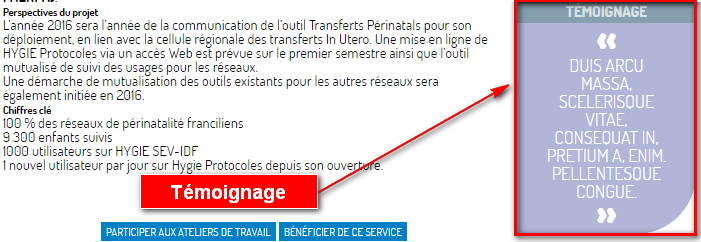 Perspectives du projet
L'année 2016 sera l'année de la communication de l'outil Transferts Périnatals pour son
déploiement, en lien avec la cellule régionale des transferts In Utero. Une mise en ligne de
HYGIE Protocoles via un accès Web est prévue sur le premier semestre ainsi que l'outil
mutualisé de suivi des usages pour les réseaux.
Une démarche de mutualisation des outils existants pour les autres réseaux sera
également initiée en 2016.
Chiffres clé
100 % des réseaux de périnatalité franciliens
9 300 enfants suivis
1000 utilisateurs sur HYGIE SEV-IDF
1 nouvel utilisateur par jour sur Hygie Protocoles depuis son ouverture.
Témoignage
PARTICIPER AUX ATELIERS DE TRAVAIL
BÉNÉFICIER DE CE SERVICE
TÉMOIGNAGE
«
DUIS ARCU
MASSA,
SCELERISQUE
VITAE,
CONSEQUAT IN,
PRETIUM A, ENIM.
PELLENTESQUE
CONGUE.
»